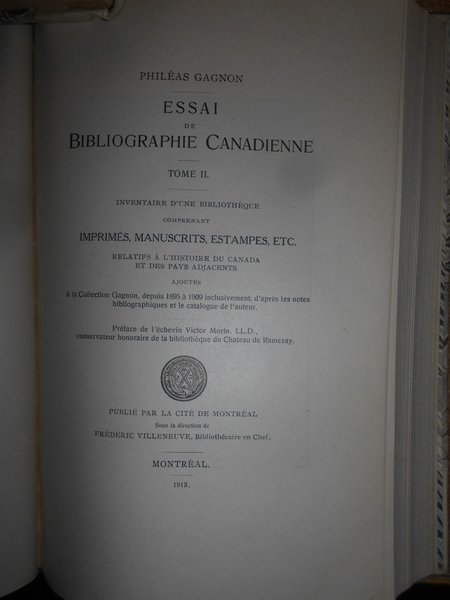 PHILÉAS GAGNON
ESSAI
DE
BIBLIOGRAPHIE CANADIENNE
TOME II.
INVENTAIRE D'UNE BIBLIOTHÈQUE
COMPRENANT
IMPRIMÉS, MANUSCRITS, ESTAMPES, ETC.
RELATIFS À L'HISTOIRE DU CANADA
ET DES PAYS ADJACENTS
AJOUTÉS
A la Collection Gagnon, depuis 1895 à 1909 inclusivement, d'après les notes
bibliographiques et le catalogue de l'auteur.
Préface de l'échevin Victor Morin, LL.D.,
conservateur honoraire de la bibliothèque du Chateau de Ramezay.
PUBLIÉ PAR LA CITÉ DE MONTRÉAL
Sous la direction de
FRÉDÉRIC VILLENEUVE, Bibliothécaire en Chef.
MONTRÉAL.
1913.